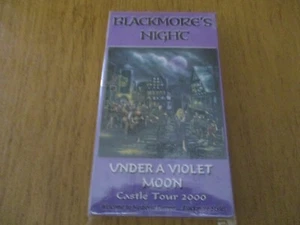 BLACKMORE'S
NIGHT
UNDER A VIOLET
MOON
Castle Tour 2000